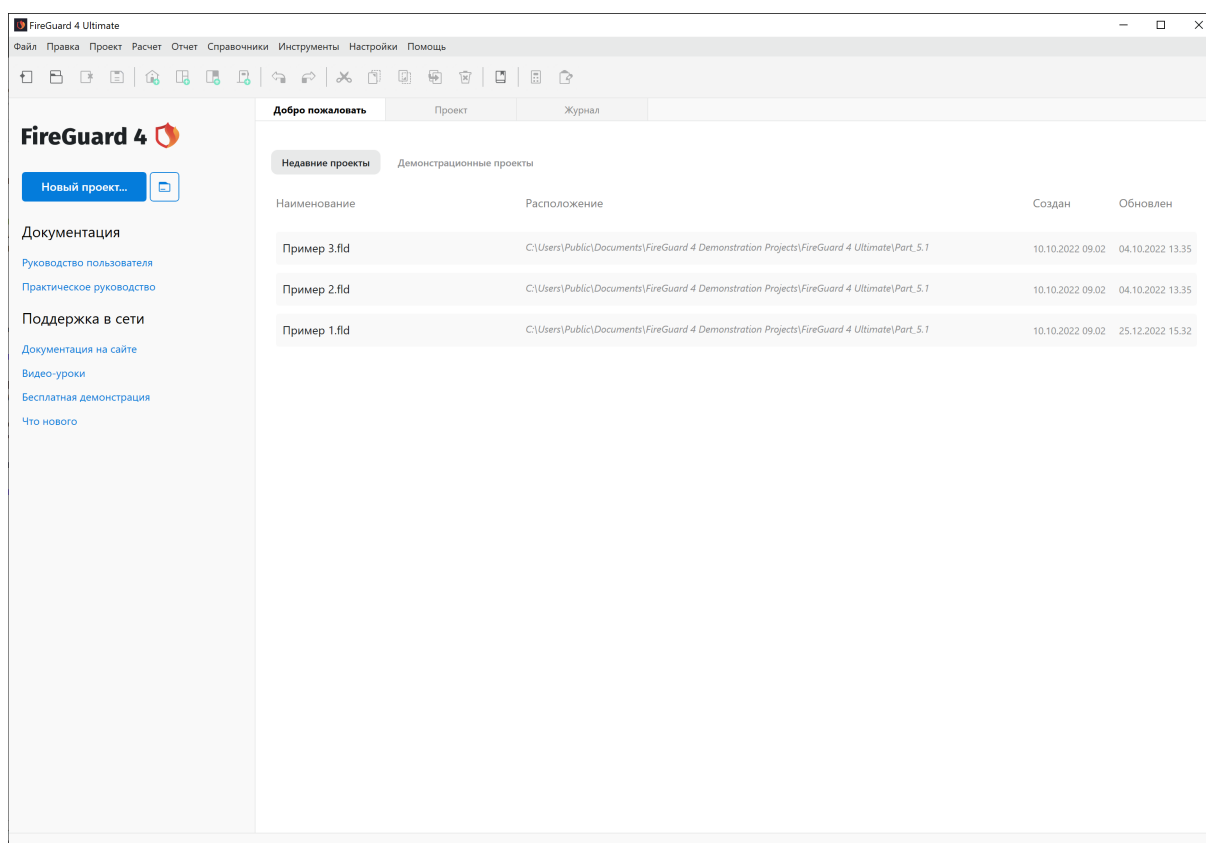 FireGuard 4 Ultimate
Файл Правка Проект Расчет Отчет Справочники Инструменты Настройки Помощь
Добро пожаловать Проект Журнал
FireGuard 4
Недавние проекты Демонстрационные проекты
Новый проект...
Наименование Расположение Создан Обновлен
Документация
Пример 3.fld C:\Users\Public\Documents\FireGuard 4 Demonstration Projects\FireGuard 4 Ultimate\Part_5.1 10.10.2022 09.02 04.10.2022 13.35
Руководство пользователя
Практическое руководство
Пример 2.fld C:\Users\Public\Documents\FireGuard 4 Demonstration Projects\FireGuard 4 Ultimate\Part_5.1 10.10.2022 09.02 04.10.2022 13.35
Поддержка в сети
Пример 1.fld C:\Users\Public\Documents\FireGuard 4 Demonstration Projects\FireGuard 4 Ultimate\Part_5.1 10.10.2022 09.02 25.12.2022 15.32
Документация на сайте
Видео-уроки
Бесплатная демонстрация
Что нового